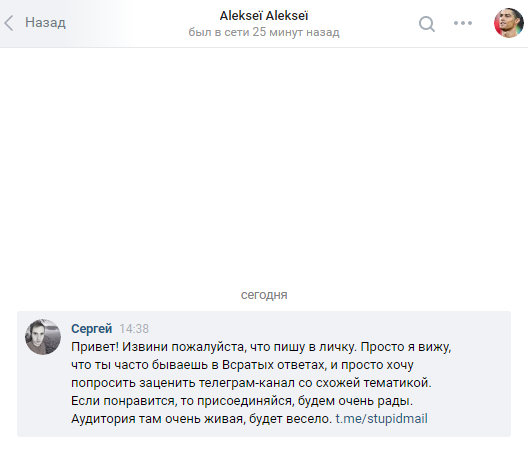 Назад
Alekseï Alekseï
был в сети 25 минут назад
сегодня
Сергей 14:38
Привет! Извини пожалуйста, что пишу в личку. Просто я вижу,
что ты часто бываешь в Всратых ответах, и просто хочу
попросить заценить телеграм-канал со схожей тематикой.
Если понравится, то присоединяйся, будем очень рады.
Аудитория там очень живая, будет весело. t.me/stupidmail